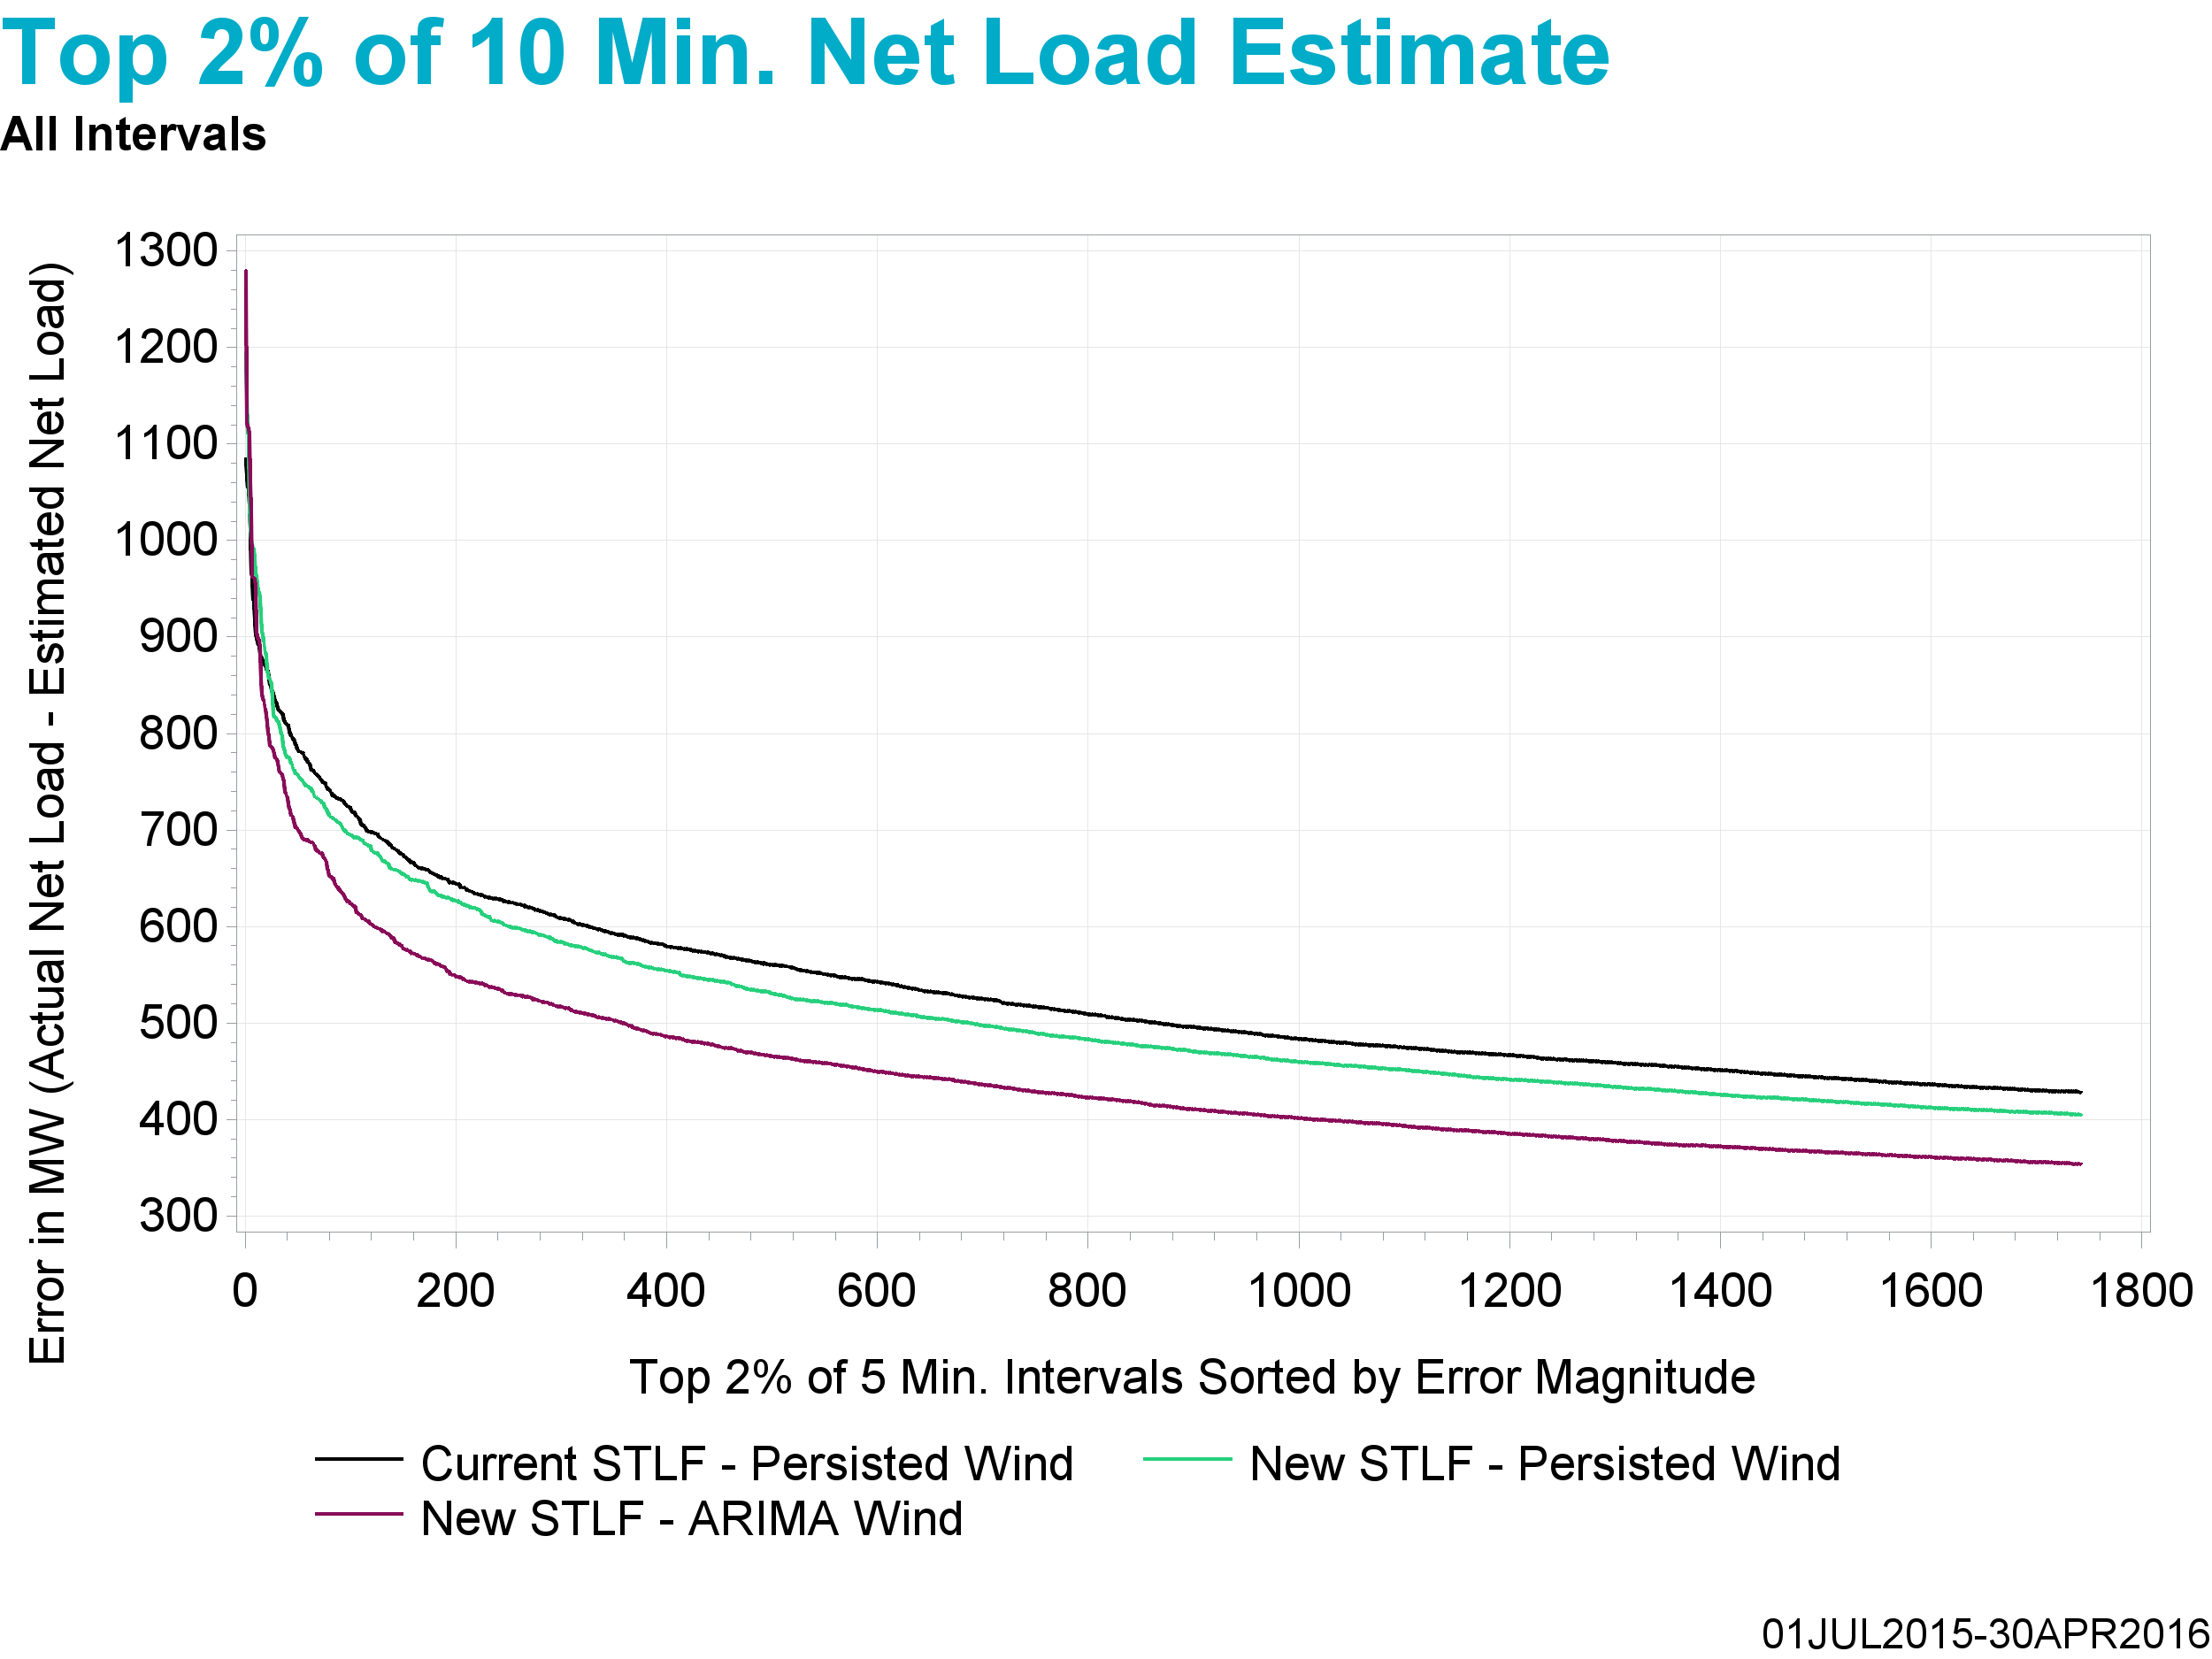 Top 2% of 10 Min. Net Load Estimate
All Intervals
Error in MW (Actual Net Load - Estimated Net Load)
1300
1200
1100
1000
900
800
700
600
500
400
300
0 200 400 600 800 1000 1200 1400 1600 1800
Top 2% of 5 Min. Intervals Sorted by Error Magnitude
Current STLF - Persisted Wind New STLF - Persisted Wind
New STLF - ARIMA Wind
01JUL2015-30APR2016